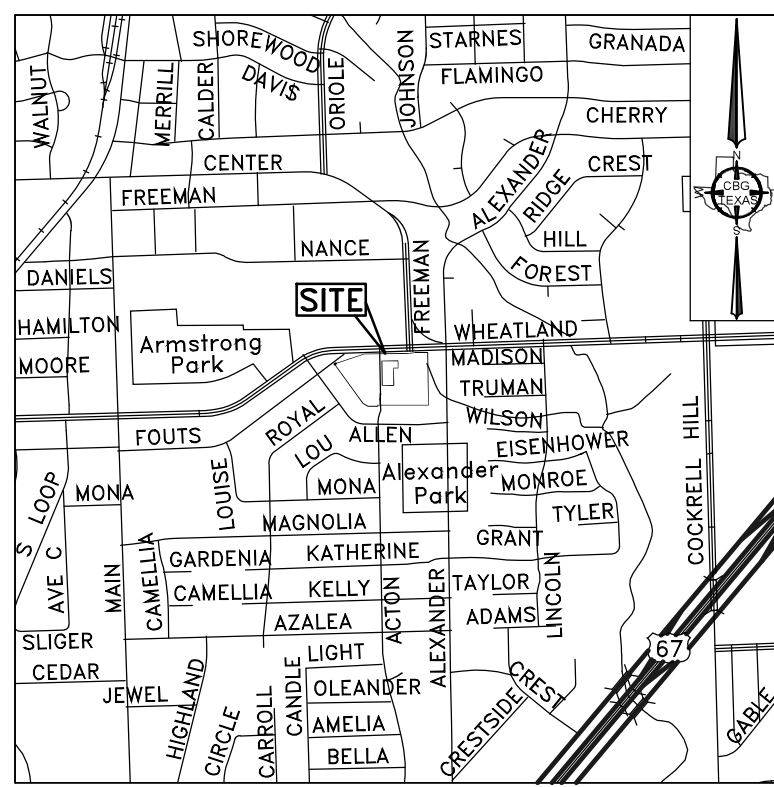 SHOREWOOD
STARNES
GRANADA
WALNUT
MERRILL
CALDER
DAVIS
ORIOLE
JOHNSON
FLAMINGO
CHERRY
CENTER
ALEXANDER
CREST
RIDGE
N
CBG
TEXAS
W
S
FREEMAN
NANCE
FREEMAN
HILL
FOREST
DANIELS
SITE
HAMILTON
WHEATLAND
Armstrong
Park
MOORE
MADISON
TRUMAN
ROYAL
WILSON
FOUTS
ALLEN
LOU
EISENHOWER
HILL
COCKRELL
Alexander
Park
MONA
LOUISE
MONA
MONROE
S LOOP
TYLER
MAGNOLIA
GRANT
AVE C
MAIN
CAMELLIA
GARDENIA
KATHERINE
CAMELLIA
KELLY
ACTON
ALEXANDER
TAYLOR
LINCOLN
AZALEA
ADAMS
SLIGER
67
CEDAR
LIGHT
CREST
JEWEL
HIGHLAND
CANDLE
OLEANDER
CIRCLE
CARROLL
AMELIA
CRESTSIDE
GABLE
BELLA